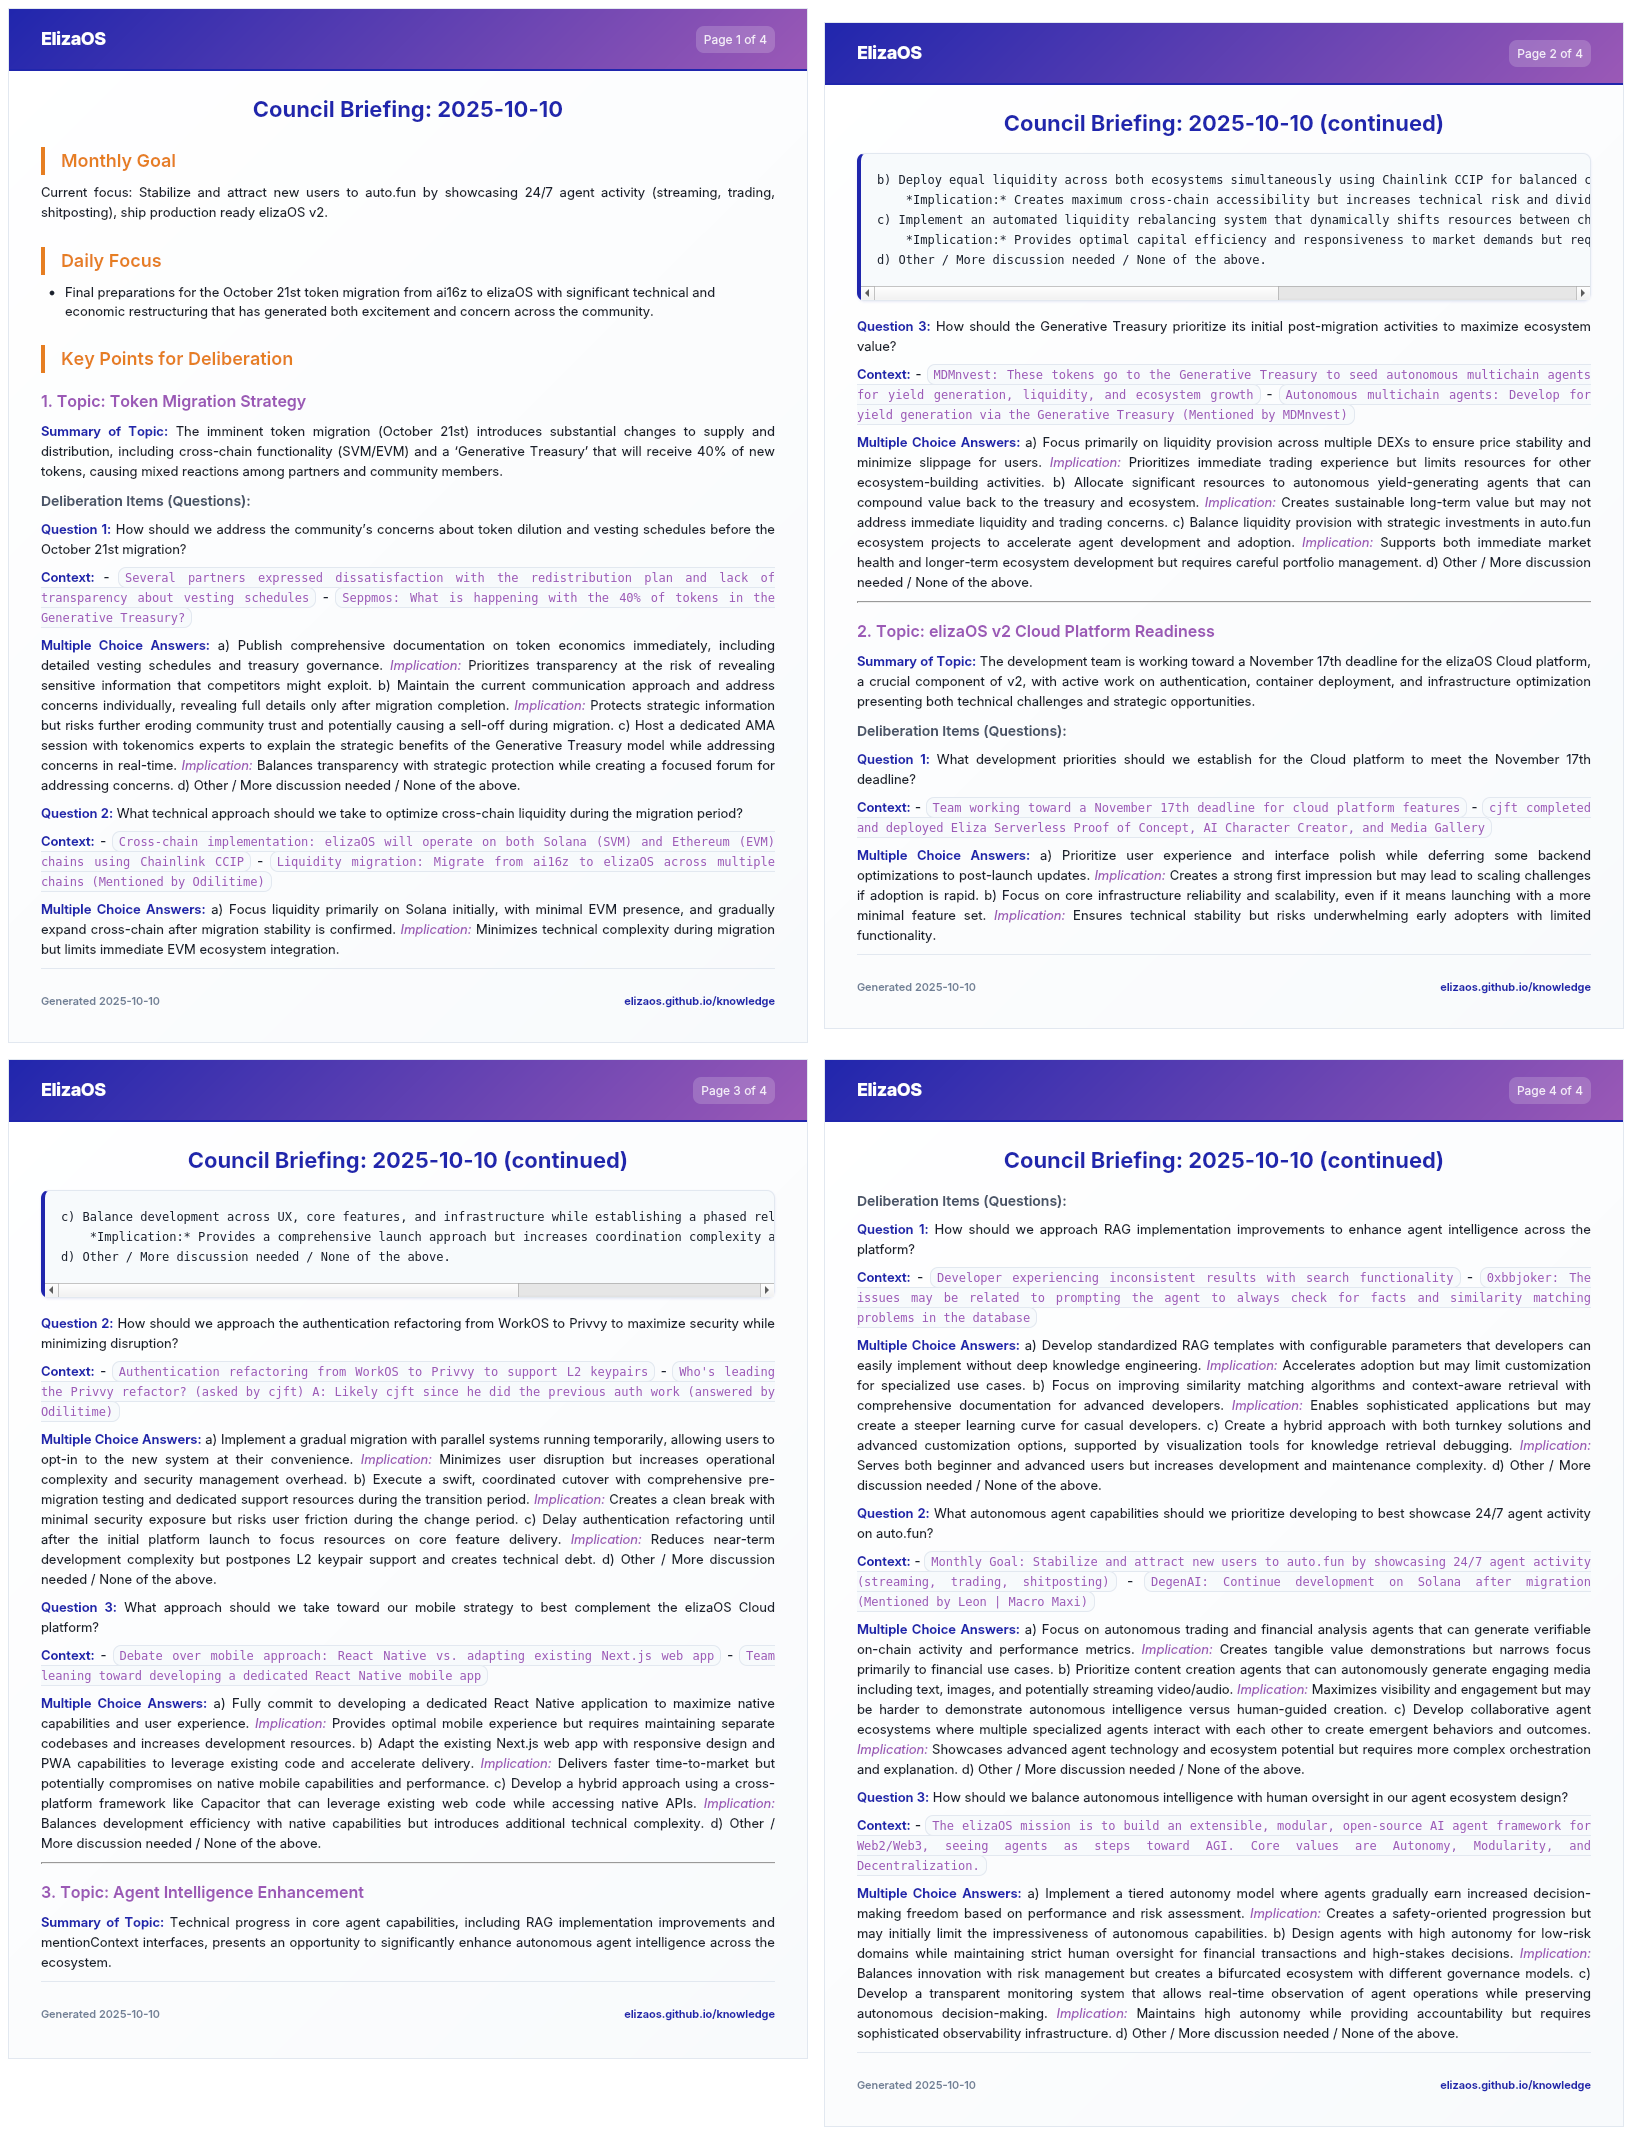 ElizaOS
Page 1 of 4
Council Briefing: 2025-10-10
Monthly Goal
Current focus: Stabilize and attract new users to auto.fun by showcasing 24/7 agent activity (streaming, trading,
shitposting), ship production ready elizaOS v2.
Daily Focus
• Final preparations for the October 21st token migration from ai16z to elizaOS with significant technical and
economic restructuring that has generated both excitement and concern across the community.
Key Points for Deliberation
1. Topic: Token Migration Strategy
Summary of Topic: The imminent token migration (October 21st) introduces substantial changes to supply and
distribution, including cross-chain functionality (SVM/EVM) and a ‘Generative Treasury’ that will receive 40% of new
tokens, causing mixed reactions among partners and community members.
Deliberation Items (Questions):
Question 1: How should we address the community’s concerns about token dilution and vesting schedules before the
October 21st migration?
Context: - Several partners expressed dissatisfaction with the redistribution plan and lack of
transparency about vesting schedules - Seppmos: What is happening with the 40% of tokens in the
Generative Treasury?
Multiple Choice Answers: a) Publish comprehensive documentation on token economics immediately, including
detailed vesting schedules and treasury governance. Implication: Prioritizes transparency at the risk of revealing
sensitive information that competitors might exploit. b) Maintain the current communication approach and address
concerns individually, revealing full details only after migration completion. Implication: Protects strategic information
but risks further eroding community trust and potentially causing a sell-off during migration. c) Host a dedicated AMA
session with tokenomics experts to explain the strategic benefits of the Generative Treasury model while addressing
concerns in real-time. Implication: Balances transparency with strategic protection while creating a focused forum for
addressing concerns. d) Other / More discussion needed / None of the above.
Question 2: What technical approach should we take to optimize cross-chain liquidity during the migration period?
Context: - Cross-chain implementation: elizaOS will operate on both Solana (SVM) and Ethereum (EVM)
chains using Chainlink CCIP - Liquidity migration: Migrate from ai16z to elizaOS across multiple
chains (Mentioned by Odilitime)
Multiple Choice Answers: a) Focus liquidity primarily on Solana initially, with minimal EVM presence, and gradually
expand cross-chain after migration stability is confirmed. Implication: Minimizes technical complexity during migration
but limits immediate EVM ecosystem integration.
Generated 2025-10-10
elizaos.github.io/knowledge
ElizaOS
Page 2 of 4
Council Briefing: 2025-10-10 (continued)
b) Deploy equal liquidity across both ecosystems simultaneously using Chainlink CCIP for balanced c
*Implication:* Creates maximum cross-chain accessibility but increases technical risk and divid
c) Implement an automated liquidity rebalancing system that dynamically shifts resources between ch
*Implication:* Provides optimal capital efficiency and responsiveness to market demands but req
d) Other / More discussion needed / None of the above.
Question 3: How should the Generative Treasury prioritize its initial post-migration activities to maximize ecosystem
value?
Context: - MDMnvest: These tokens go to the Generative Treasury to seed autonomous multichain agents
for yield generation, liquidity, and ecosystem growth - Autonomous multichain agents: Develop for
yield generation via the Generative Treasury (Mentioned by MDMnvest)
Multiple Choice Answers: a) Focus primarily on liquidity provision across multiple DEXs to ensure price stability and
minimize slippage for users. Implication: Prioritizes immediate trading experience but limits resources for other
ecosystem-building activities. b) Allocate significant resources to autonomous yield-generating agents that can
compound value back to the treasury and ecosystem. Implication: Creates sustainable long-term value but may not
address immediate liquidity and trading concerns. c) Balance liquidity provision with strategic investments in auto.fun
ecosystem projects to accelerate agent development and adoption. Implication: Supports both immediate market
health and longer-term ecosystem development but requires careful portfolio management. d) Other / More discussion
needed / None of the above.
2. Topic: elizaOS v2 Cloud Platform Readiness
Summary of Topic: The development team is working toward a November 17th deadline for the elizaOS Cloud platform,
a crucial component of v2, with active work on authentication, container deployment, and infrastructure optimization
presenting both technical challenges and strategic opportunities.
Deliberation Items (Questions):
Question 1: What development priorities should we establish for the Cloud platform to meet the November 17th
deadline?
Context: - Team working toward a November 17th deadline for cloud platform features - cjft completed
and deployed Eliza Serverless Proof of Concept, AI Character Creator, and Media Gallery
Multiple Choice Answers: a) Prioritize user experience and interface polish while deferring some backend
optimizations to post-launch updates. Implication: Creates a strong first impression but may lead to scaling challenges
if adoption is rapid. b) Focus on core infrastructure reliability and scalability, even if it means launching with a more
minimal feature set. Implication: Ensures technical stability but risks underwhelming early adopters with limited
functionality.
Generated 2025-10-10
elizaos.github.io/knowledge
ElizaOS
Page 3 of 4
Council Briefing: 2025-10-10 (continued)
c) Balance development across UX, core features, and infrastructure while establishing a phased rel
*Implication:* Provides a comprehensive launch approach but increases coordination complexity a
d) Other / More discussion needed / None of the above.
Question 2: How should we approach the authentication refactoring from WorkOS to Privvy to maximize security while
minimizing disruption?
Context: - Authentication refactoring from WorkOS to Privvy to support L2 keypairs - Who's leading
the Privvy refactor? (asked by cjft) A: Likely cjft since he did the previous auth work (answered by
Odilitime)
Multiple Choice Answers: a) Implement a gradual migration with parallel systems running temporarily, allowing users to
opt-in to the new system at their convenience. Implication: Minimizes user disruption but increases operational
complexity and security management overhead. b) Execute a swift, coordinated cutover with comprehensive pre-
migration testing and dedicated support resources during the transition period. Implication: Creates a clean break with
minimal security exposure but risks user friction during the change period. c) Delay authentication refactoring until
after the initial platform launch to focus resources on core feature delivery. Implication: Reduces near-term
development complexity but postpones L2 keypair support and creates technical debt. d) Other / More discussion
needed / None of the above.
Question 3: What approach should we take toward our mobile strategy to best complement the elizaOS Cloud
platform?
Context: - Debate over mobile approach: React Native vs. adapting existing Next.js web app - Team
leaning toward developing a dedicated React Native mobile app
Multiple Choice Answers: a) Fully commit to developing a dedicated React Native application to maximize native
capabilities and user experience. Implication: Provides optimal mobile experience but requires maintaining separate
codebases and increases development resources. b) Adapt the existing Next.js web app with responsive design and
PWA capabilities to leverage existing code and accelerate delivery. Implication: Delivers faster time-to-market but
potentially compromises on native mobile capabilities and performance. c) Develop a hybrid approach using a cross-
platform framework like Capacitor that can leverage existing web code while accessing native APIs. Implication:
Balances development efficiency with native capabilities but introduces additional technical complexity. d) Other /
More discussion needed / None of the above.
3. Topic: Agent Intelligence Enhancement
Summary of Topic: Technical progress in core agent capabilities, including RAG implementation improvements and
mentionContext interfaces, presents an opportunity to significantly enhance autonomous agent intelligence across the
ecosystem.
Generated 2025-10-10
elizaos.github.io/knowledge
ElizaOS
Page 4 of 4
Council Briefing: 2025-10-10 (continued)
Deliberation Items (Questions):
Question 1: How should we approach RAG implementation improvements to enhance agent intelligence across the
platform?
Context: - Developer experiencing inconsistent results with search functionality - 0xbbjoker: The
issues may be related to prompting the agent to always check for facts and similarity matching
problems in the database
Multiple Choice Answers: a) Develop standardized RAG templates with configurable parameters that developers can
easily implement without deep knowledge engineering. Implication: Accelerates adoption but may limit customization
for specialized use cases. b) Focus on improving similarity matching algorithms and context-aware retrieval with
comprehensive documentation for advanced developers. Implication: Enables sophisticated applications but may
create a steeper learning curve for casual developers. c) Create a hybrid approach with both turnkey solutions and
advanced customization options, supported by visualization tools for knowledge retrieval debugging. Implication:
Serves both beginner and advanced users but increases development and maintenance complexity. d) Other / More
discussion needed / None of the above.
Question 2: What autonomous agent capabilities should we prioritize developing to best showcase 24/7 agent activity
on auto.fun?
Context: - Monthly Goal: Stabilize and attract new users to auto.fun by showcasing 24/7 agent activity
(streaming, trading, shitposting) - DegenAI: Continue development on Solana after migration
(Mentioned by Leon | Macro Maxi)
Multiple Choice Answers: a) Focus on autonomous trading and financial analysis agents that can generate verifiable
on-chain activity and performance metrics. Implication: Creates tangible value demonstrations but narrows focus
primarily to financial use cases. b) Prioritize content creation agents that can autonomously generate engaging media
including text, images, and potentially streaming video/audio. Implication: Maximizes visibility and engagement but may
be harder to demonstrate autonomous intelligence versus human-guided creation. c) Develop collaborative agent
ecosystems where multiple specialized agents interact with each other to create emergent behaviors and outcomes.
Implication: Showcases advanced agent technology and ecosystem potential but requires more complex orchestration
and explanation. d) Other / More discussion needed / None of the above.
Question 3: How should we balance autonomous intelligence with human oversight in our agent ecosystem design?
Context: - The elizaOS mission is to build an extensible, modular, open-source AI agent framework for
Web2/Web3, seeing agents as steps toward AGI. Core values are Autonomy, Modularity, and
Decentralization.
Multiple Choice Answers: a) Implement a tiered autonomy model where agents gradually earn increased decision-
making freedom based on performance and risk assessment. Implication: Creates a safety-oriented progression but
may initially limit the impressiveness of autonomous capabilities. b) Design agents with high autonomy for low-risk
domains while maintaining strict human oversight for financial transactions and high-stakes decisions. Implication:
Balances innovation with risk management but creates a bifurcated ecosystem with different governance models. c)
Develop a transparent monitoring system that allows real-time observation of agent operations while preserving
autonomous decision-making. Implication: Maintains high autonomy while providing accountability but requires
sophisticated observability infrastructure. d) Other / More discussion needed / None of the above.
Generated 2025-10-10
elizaos.github.io/knowledge